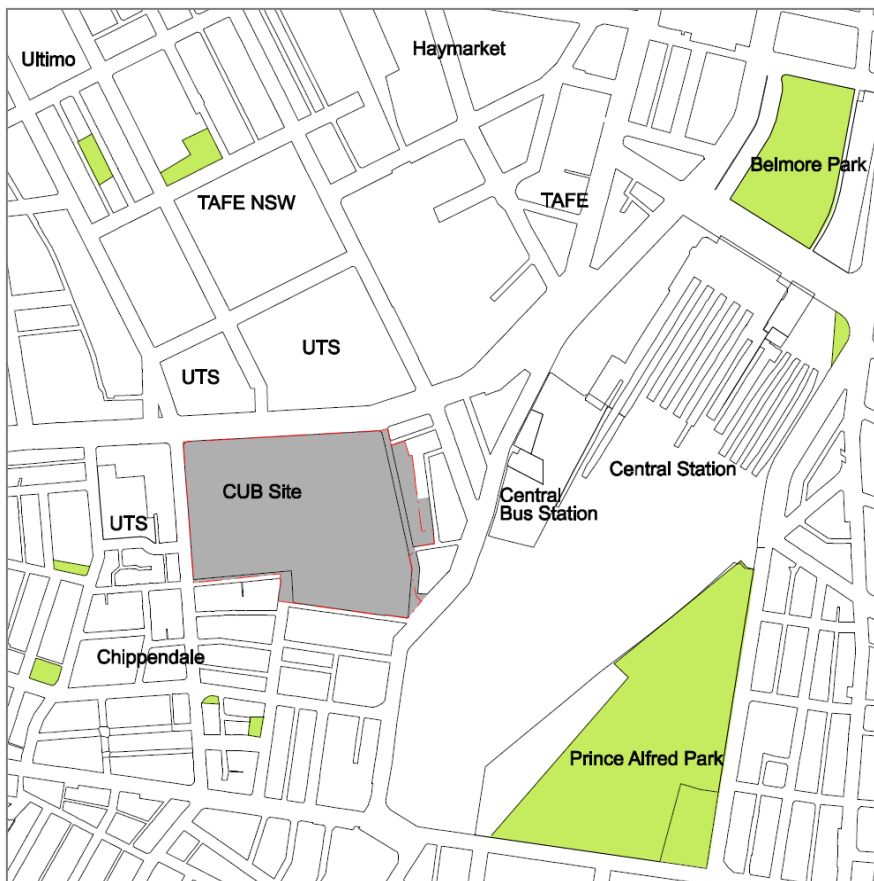 Haymarket
Ultimo
Belmore Park
TAFE NSW
TAFE
UTS
UTS
Central Station
CUB Site
Central
Bus Station
UTS
Chippendale
Prince Alfred Park